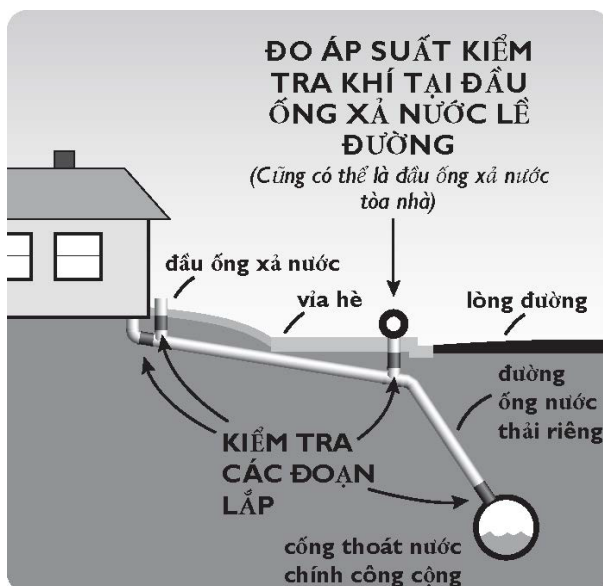 ĐO ÁP SUẤT KIỂM
TRA KHÍ TẠI ĐẦU
ỐNG XẢ NƯỚC LỀ
ĐƯỜNG
(Cũng có thể là đầu ống xả nước
tòa nhà)
đầu ống xả nước
vỉa hè
lòng đường
đường
ống nước
thải riêng
KIỂM TRA
CÁC ĐOẠN
LẮP
cống thoát nước
chính công cộng